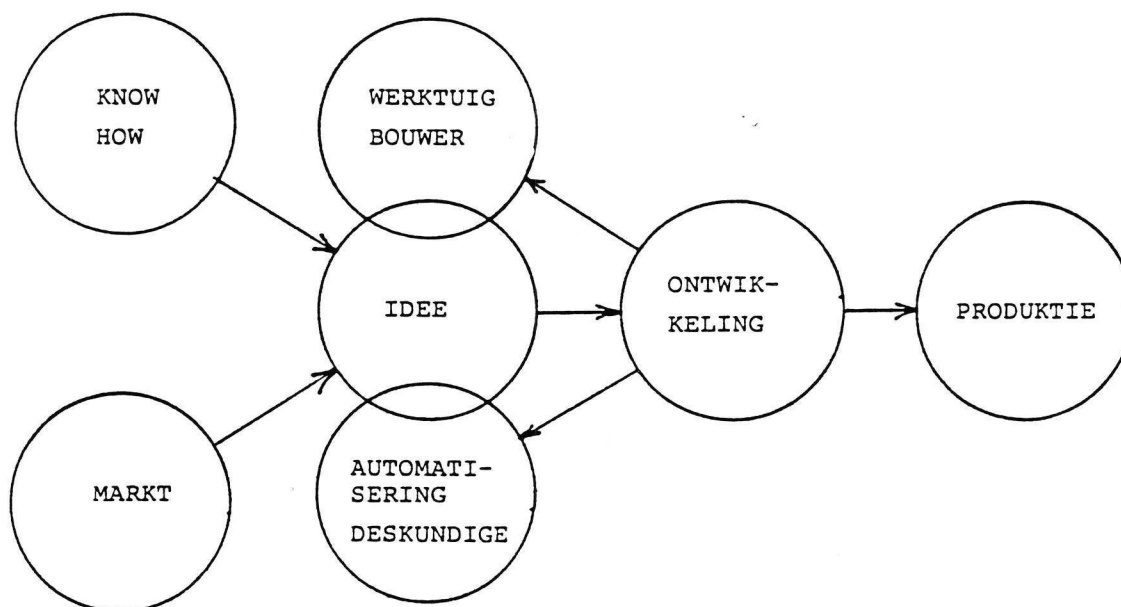 KNOW
HOW
WERKTUIG
BOUWER
IDEE
ONTWIK-
KELING
PRODUKTIE
MARKT
AUTOMATI-
SERING
DESKUNDIGE